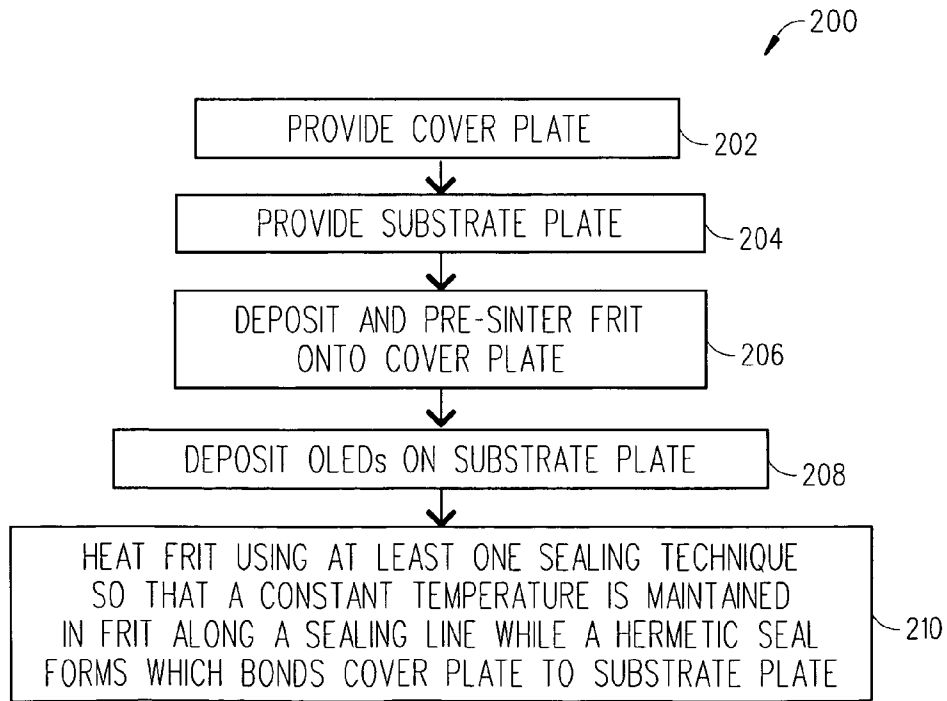 200
PROVIDE COVER PLATE
202
PROVIDE SUBSTRATE PLATE
204
DEPOSIT AND PRE-SINTER FRIT
ONTO COVER PLATE
206
DEPOSIT OLEDs ON SUBSTRATE PLATE
208
HEAT FRIT USING AT LEAST ONE SEALING TECHNIQUE
SO THAT A CONSTANT TEMPERATURE IS MAINTAINED
IN FRIT ALONG A SEALING LINE WHILE A HERMETIC SEAL
FORMS WHICH BONDS COVER PLATE TO SUBSTRATE PLATE
210